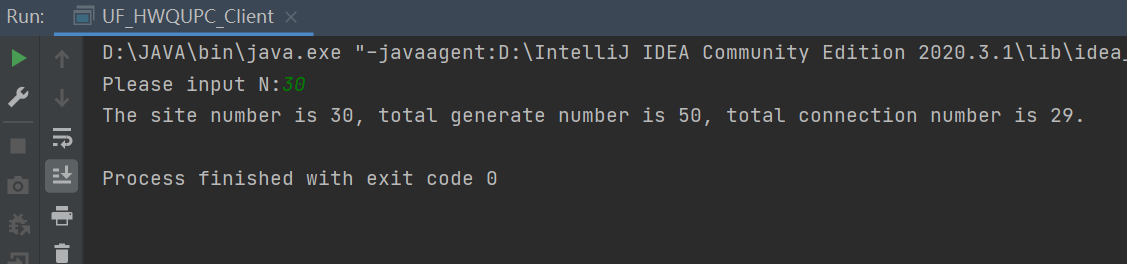 Run: UF_HWQUPC_Client
D:\JAVA\bin\java.exe "-javaagent:D:\IntelliJ IDEA Community Edition 2020.3.1\lib\idea_
Please input N:30
The site number is 30, total generate number is 50, total connection number is 29.
Process finished with exit code 0